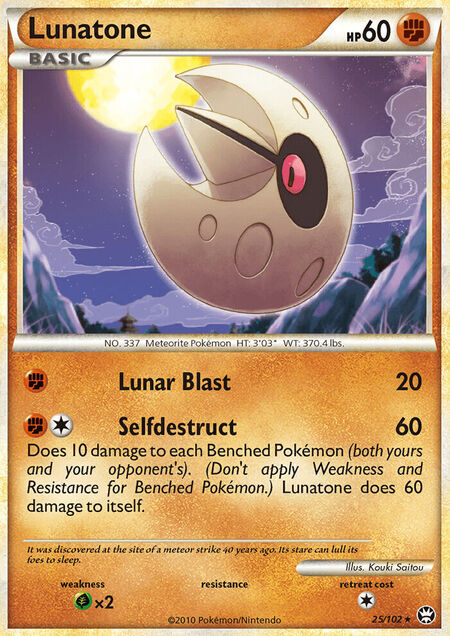 Lunatone
HP 60
BASIC
NO. 337 Meteorite Pokémon HT: 3'03" WT: 370.4 lbs.
Lunar Blast 20
Selfdestruct 60
Does 10 damage to each Benched Pokémon (both yours
and your opponent's). (Don't apply Weakness and
Resistance for Benched Pokémon.) Lunatone does 60
damage to itself.
It was discovered at the site of a meteor strike 40 years ago. Its stare can lull its
foes to sleep.
Illus. Kouki Saitou
weakness resistance retreat cost
×2
©2010 Pokémon/Nintendo 25/102 ★